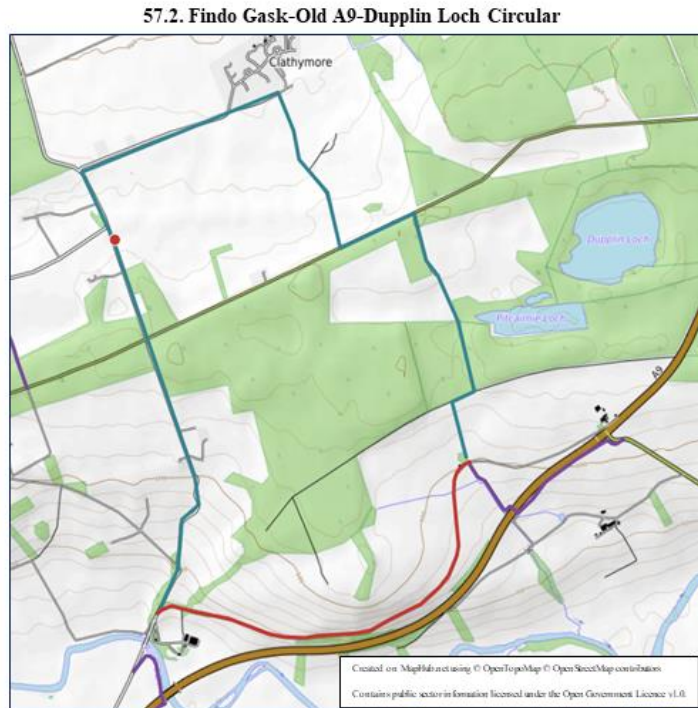 57.2. Findo Gask-Old A9-Dupplin Loch Circular
Clathymore
Dupplin Loch
Pitcairnie Loch
A9
Created on MapHub.net using © OpenTopoMap © OpenStreetMap contributors
Contains public sector information licensed under the Open Government Licence v1.0.